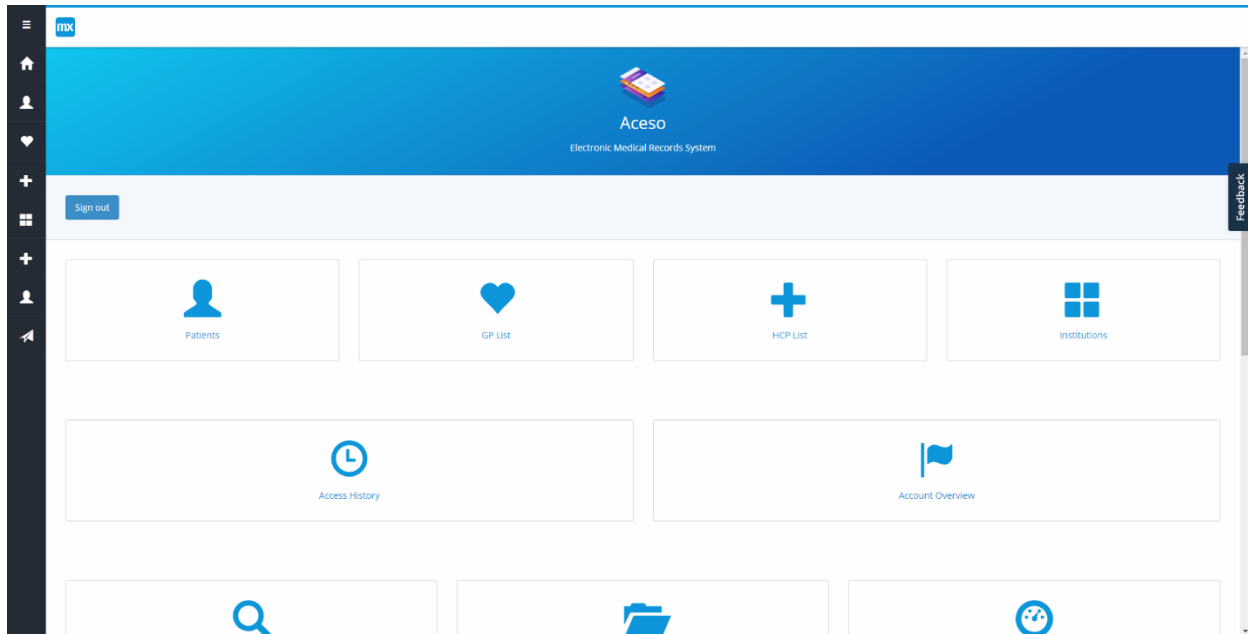 mx
Aceso
Electronic Medical Records System
Feedback
Sign out
Patients
GP List
HCP List
Institutions
Access History
Account Overview